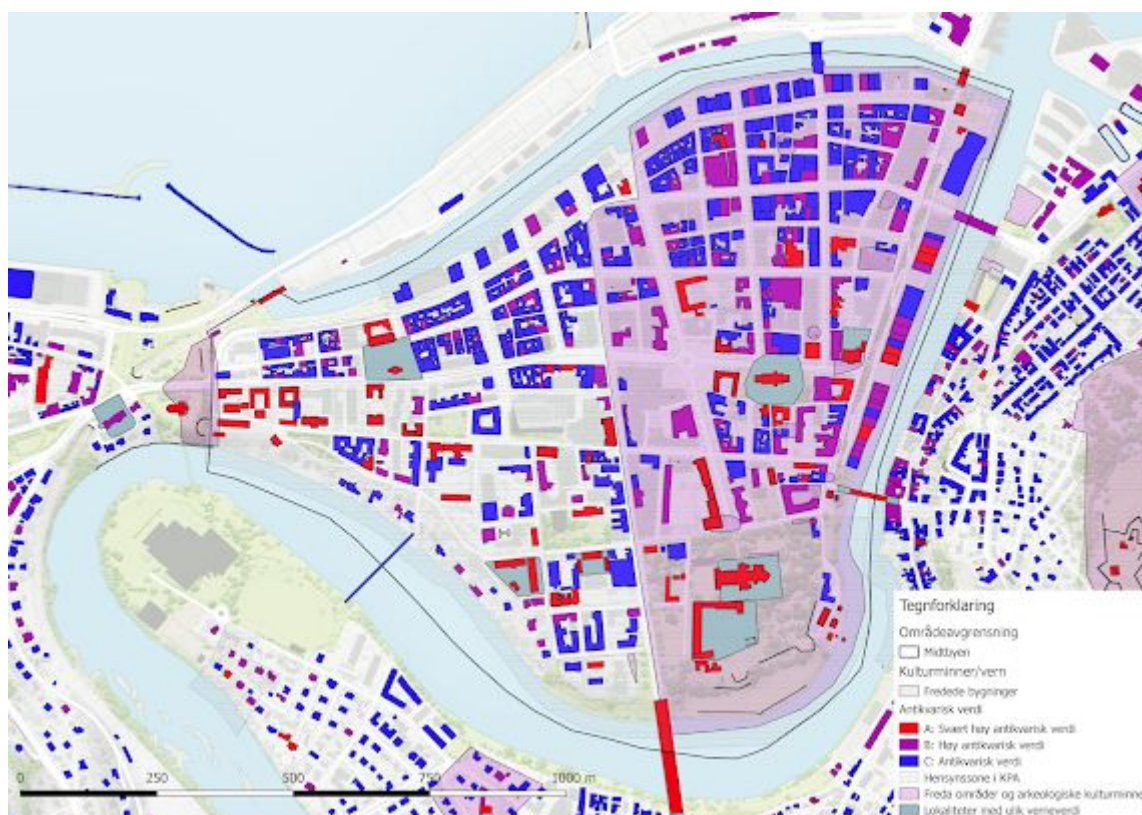 Tegnforklaring
Områdeavgrensning
Midtbyen
Kulturminner/vern
Fredede bygninger
Antikvarisk verdi
A: Svært høy antikvarisk verdi
B: Høy antikvarisk verdi
C: Antikvarisk verdi
Hensynssone i KPA
Freda områder og arkeologiske kulturminne
Lokaliteter med ulik verneverdi
0 250 500 750 1000 m